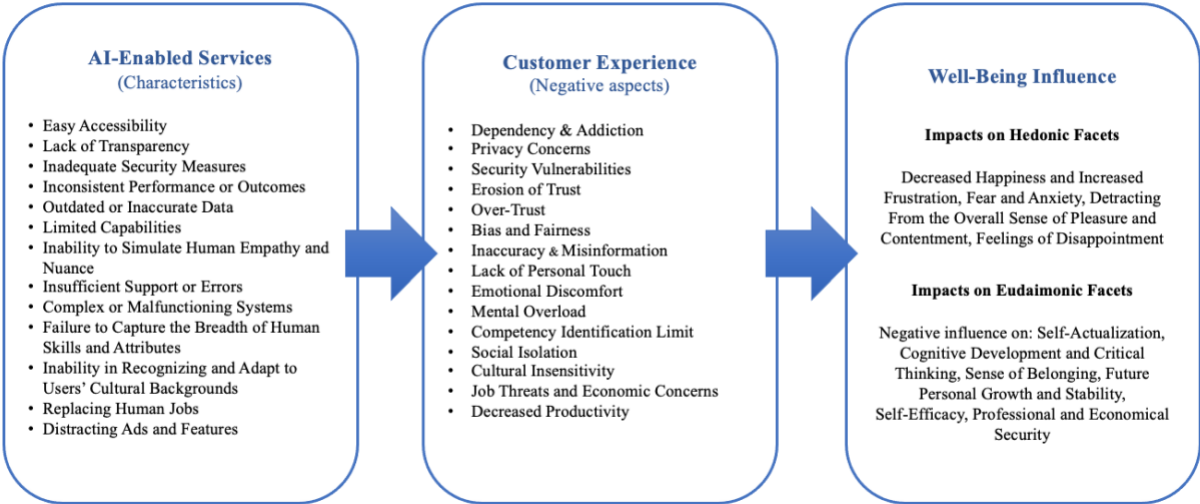 AI-Enabled Services
(Characteristics)
• Easy Accessibility
• Lack of Transparency
• Inadequate Security Measures
• Inconsistent Performance or Outcomes
• Outdated or Inaccurate Data
• Limited Capabilities
• Inability to Simulate Human Empathy and
Nuance
• Insufficient Support or Errors
• Complex or Malfunctioning Systems
• Failure to Capture the Breadth of Human
Skills and Attributes
• Inability in Recognizing and Adapt to
Users' Cultural Backgrounds
• Replacing Human Jobs
• Distracting Ads and Features
Customer Experience
(Negative aspects)
• Dependency & Addiction
• Privacy Concerns
• Security Vulnerabilities
• Erosion of Trust
• Over-Trust
• Bias and Fairness
• Inaccuracy & Misinformation
• Lack of Personal Touch
• Emotional Discomfort
• Mental Overload
• Competency Identification Limit
• Social Isolation
• Cultural Insensitivity
• Job Threats and Economic Concerns
• Decreased Productivity
Well-Being Influence
Impacts on Hedonic Facets
Decreased Happiness and Increased
Frustration, Fear and Anxiety, Detracting
From the Overall Sense of Pleasure and
Contentment, Feelings of Disappointment
Impacts on Eudaimonic Facets
Negative influence on: Self-Actualization,
Cognitive Development and Critical
Thinking, Sense of Belonging, Future
Personal Growth and Stability,
Self-Efficacy, Professional and Economical
Security